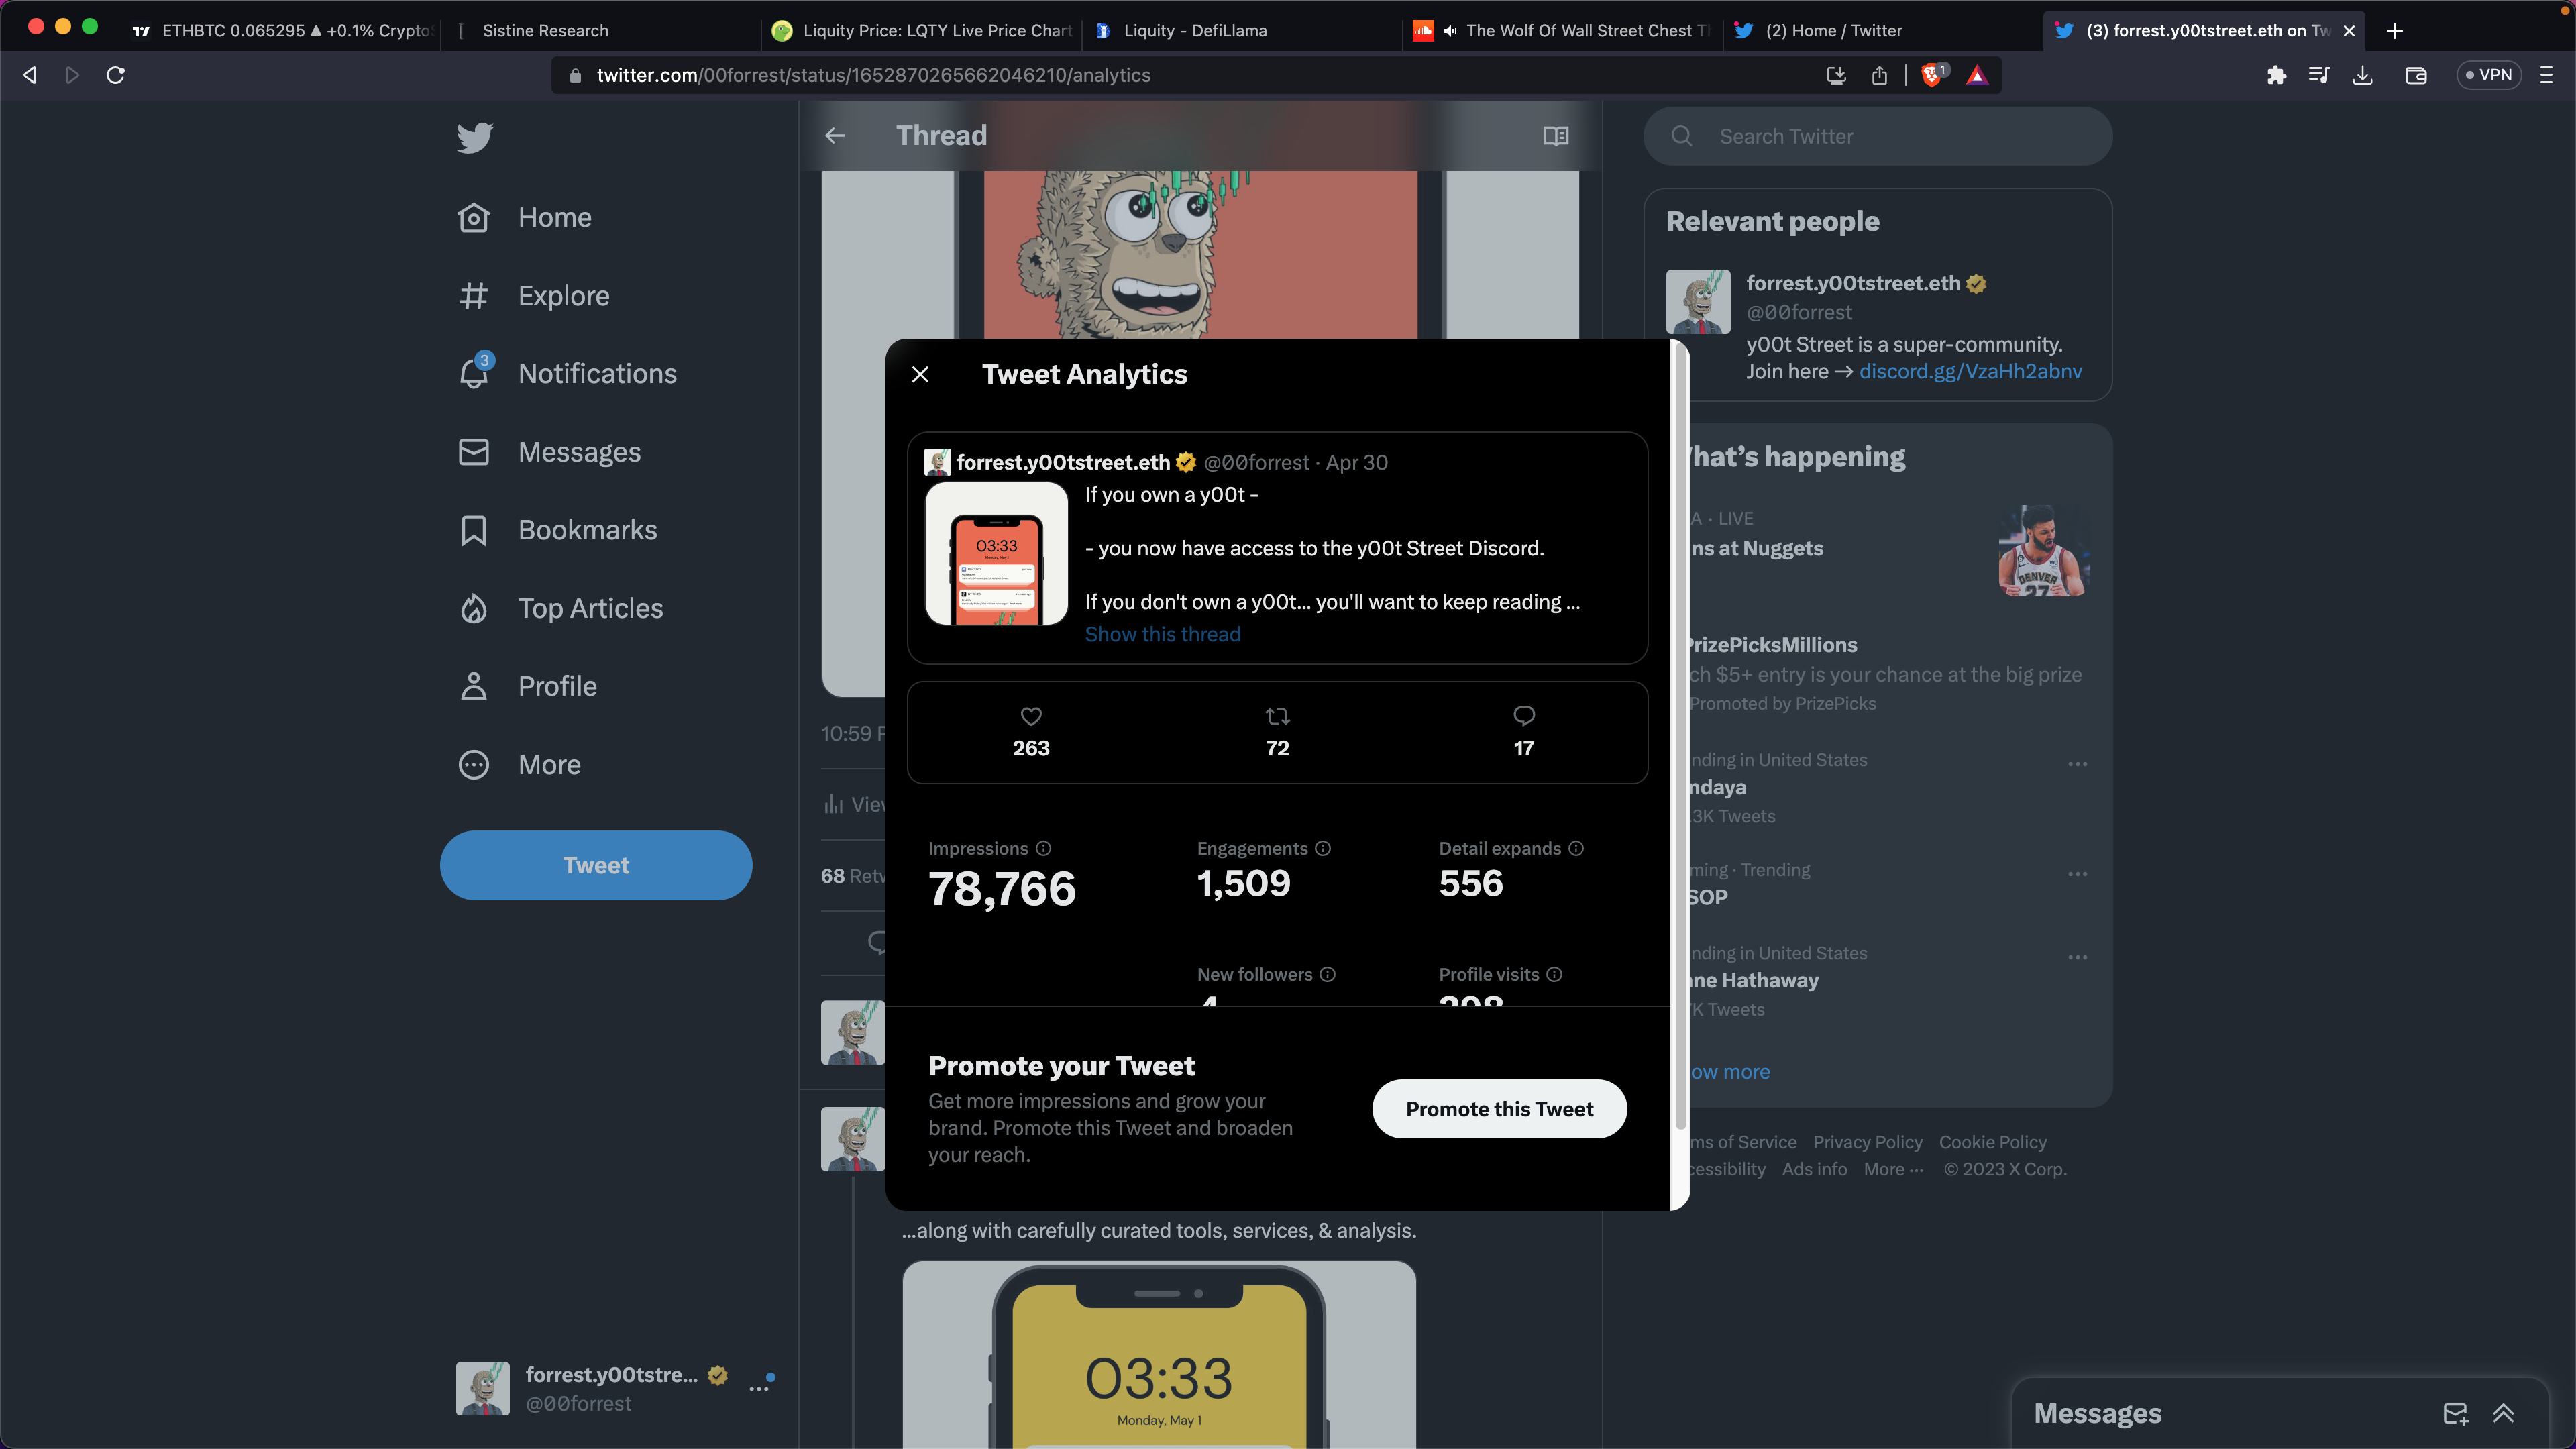 ETHBTC 0.065295 ▲ +0.1% Crypto
Sistine Research
Liquity Price: LQTY Live Price Chart
Liquity - DefiLlama
The Wolf Of Wall Street Chest
(2) Home / Twitter
(3) forrest.y00tstreet.eth on Tw
twitter.com/00forrest/status/1652870265662046210/analytics
1
VPN
Home
Explore
3
Notifications
Messages
Bookmarks
Top Articles
Profile
More
Tweet
forrest.y00tstre...
@00forrest
Thread
10:59
68
Tweet Analytics
forrest.y00tstreet.eth @00forrest · Apr 30
If you own a y00t -
- you now have access to the y00t Street Discord.
If you don't own a y00t... you'll want to keep reading ...
Show this thread
03:33
263
72
17
Impressions
78,766
Engagements
1,509
Detail expands
556
New followers
Profile visits
Promote your Tweet
Get more impressions and grow your
brand. Promote this Tweet and broaden
your reach.
Promote this Tweet
...along with carefully curated tools, services, & analysis.
03:33
Monday, May 1
Search Twitter
Relevant people
forrest.y00tstreet.eth
@00forrest
y00t Street is a super-community.
Join here → discord.gg/VzaHh2abnv
hat's happening
A · LIVE
ns at Nuggets
DENVER
27
PrizePicksMillions
ch $5+ entry is your chance at the big prize
Promoted by PrizePicks
nding in United States
ndaya
.3K Tweets
ming · Trending
SOP
nding in United States
ne Hathaway
K Tweets
ow more
ms of Service Privacy Policy Cookie Policy
cessibility Ads info More ··· © 2023 X Corp.
Messages